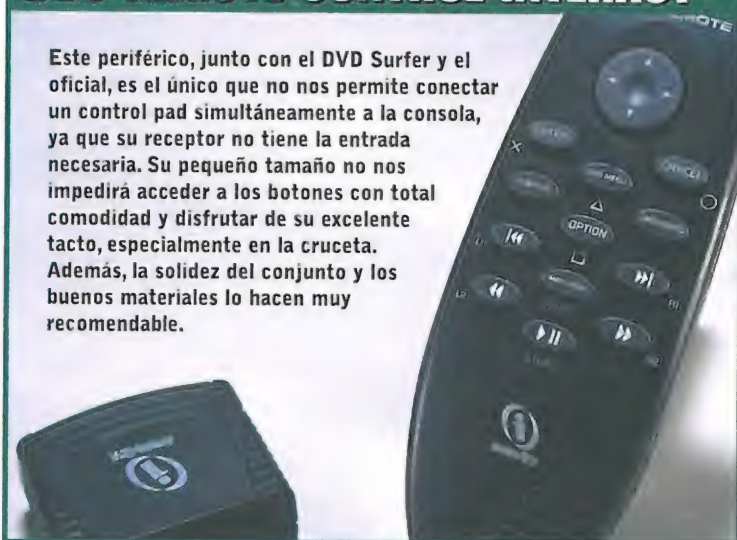 Este periférico, junto con el DVD Surfer y el
oficial, es el único que no nos permite conectar
un control pad simultáneamente a la consola,
ya que su receptor no tiene la entrada
necesaria. Su pequeño tamaño no nos
impedirá acceder a los botones con total
comodidad y disfrutar de su excelente
tacto, especialmente en la cruceta.
Además, la solidez del conjunto y los
buenos materiales lo hacen muy
recomendable.
OPTION
L2
R1